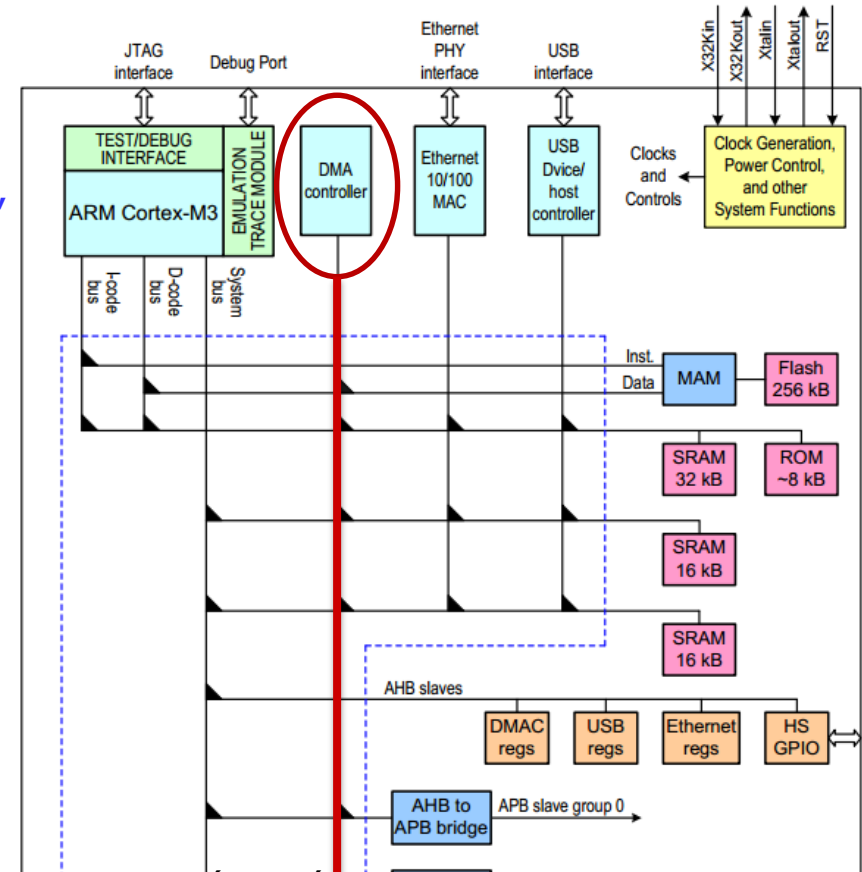 JTAG
interface
Debug Port
Ethernet
PHY
interface
USB
interface
X32Kin
X32Kout
Xtalin
Xtalout
RST
TEST/DEBUG
INTERFACE
ARM Cortex-M3
EMULATION
TRACE MODULE
DMA
controller
Ethernet
10/100
MAC
USB
Dvice/
host
controller
Clocks
and
Controls
Clock Generation,
Power Control,
and other
System Functions
I-code
bus
D-code
bus
System
bus
Inst.
Data
MAM
Flash
256 kB
SRAM
32 kB
ROM
~8 kB
SRAM
16 kB
SRAM
16 kB
AHB slaves
DMAC
regs
USB
regs
Ethernet
regs
HS
GPIO
AHB to
APB bridge
APB slave group 0